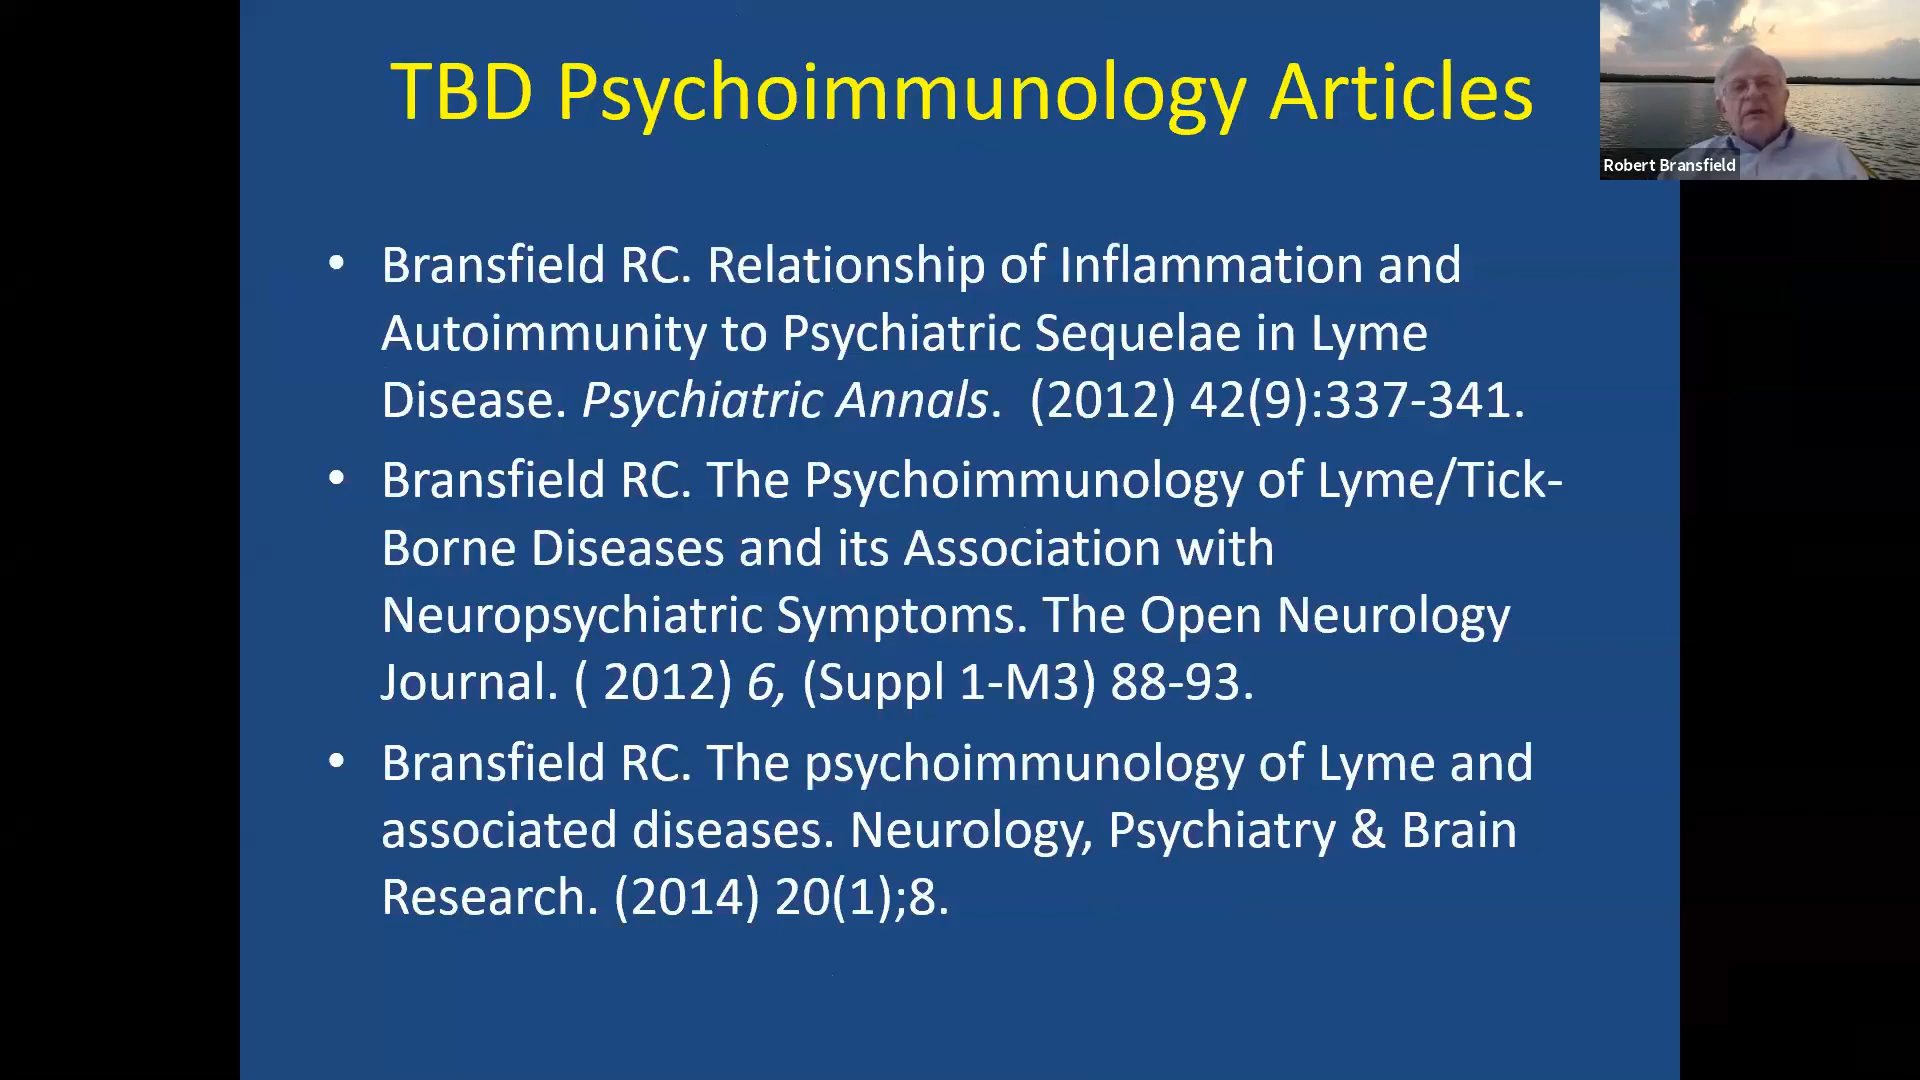 TBD Psychoimmunology Articles
Robert Bransfield
• Bransfield RC. Relationship of Inflammation and
Autoimmunity to Psychiatric Sequelae in Lyme
Disease. Psychiatric Annals.  (2012) 42(9):337-341.
• Bransfield RC. The Psychoimmunology of Lyme/Tick-
Borne Diseases and its Association with
Neuropsychiatric Symptoms. The Open Neurology
Journal. ( 2012) 6, (Suppl 1-M3) 88-93.
• Bransfield RC. The psychoimmunology of Lyme and
associated diseases. Neurology, Psychiatry & Brain
Research. (2014) 20(1);8.